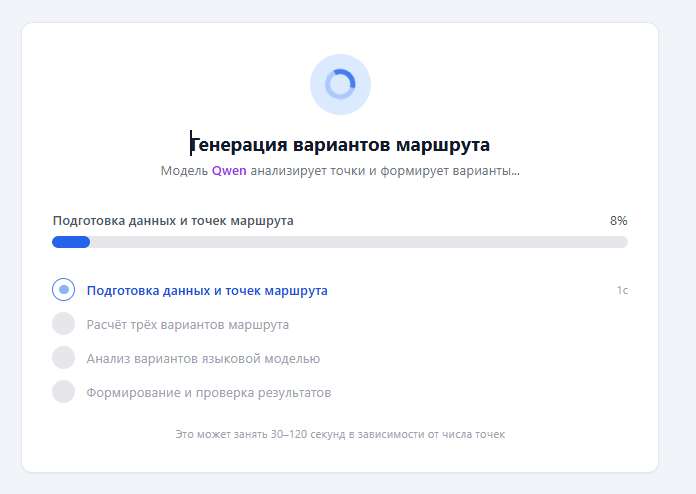 Генерация вариантов маршрута
Модель Qwen анализирует точки и формирует варианты...
Подготовка данных и точек маршрута 8%
Подготовка данных и точек маршрута 1с
Расчёт трёх вариантов маршрута
Анализ вариантов языковой моделью
Формирование и проверка результатов
Это может занять 30–120 секунд в зависимости от числа точек